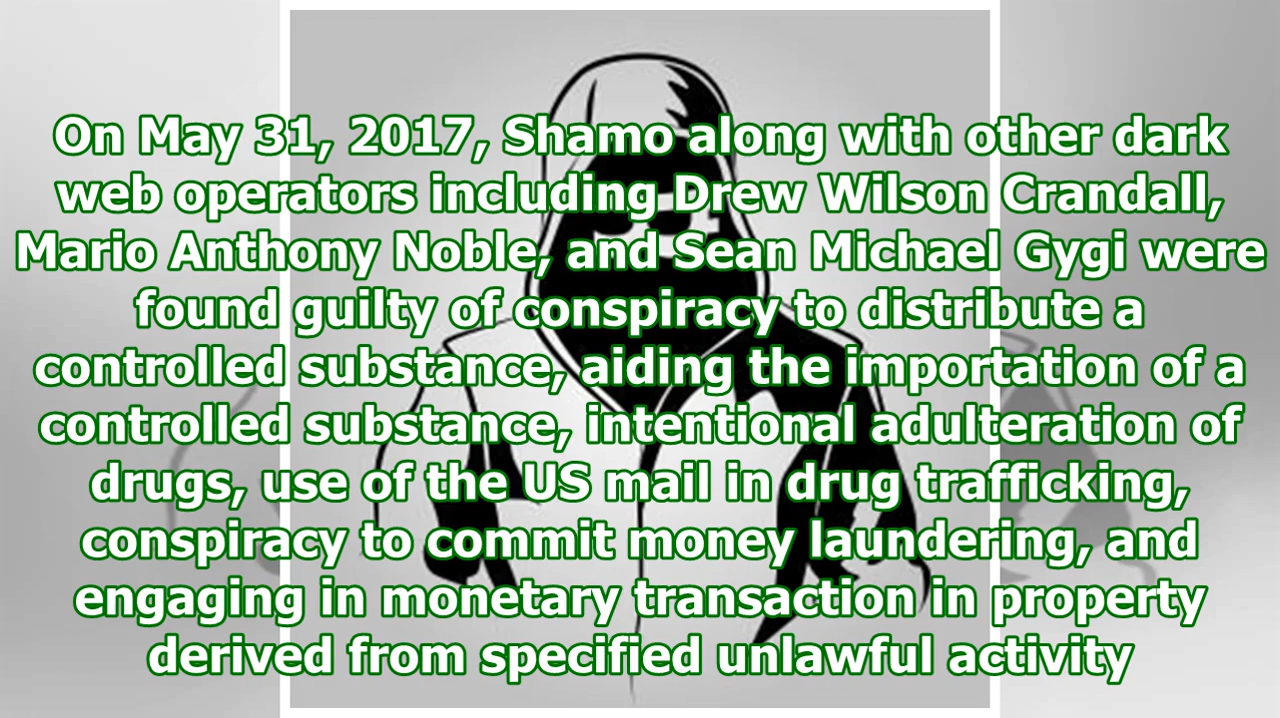 On May 31, 2017, Shamo along with other dark
web operators including Drew Wilson Crandall,
Mario Anthony Noble, and Sean Michael Gygi were
found guilty of conspiracy to distribute a
controlled substance, aiding the importation of a
controlled substance, intentional adulteration of
drugs, use of the US mail in drug trafficking,
conspiracy to commit money laundering, and
engaging in monetary transaction in property
derived from specified unlawful activity